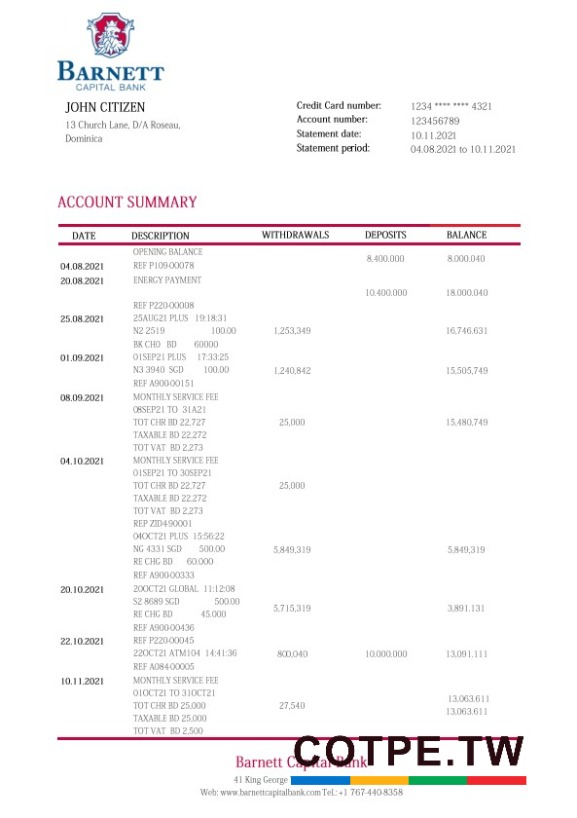 BARNETT
CAPITAL BANK
JOHN CITIZEN
13 Church Lane, D/A Roseau,
Dominica
Credit Card number: 1234 **** **** 4321
Account number: 123456789
Statement date: 10.11.2021
Statement period: 04.08.2021 to 10.11.2021
ACCOUNT SUMMARY
DATE DESCRIPTION WITHDRAWALS DEPOSITS BALANCE
OPENING BALANCE
8,400.000 8.000.040
04.08.2021 REF P109-00078
20.08.2021 ENERGY PAYMENT
10.400.000 18.000.040
REF P220-00008
25.08.2021 25AUG21 PLUS 19:18:31
N2 2519 100.00 1,253,349 16,746.631
BK CH0 BD 60000
01.09.2021 01SEP21 PLUS 17:33:25
N3 3940 SGD 100.00 1,240,842 15,505,749
REF A900-00151
08.09.2021 MONTHLY SERVICE FEE
08SEP21 TO 31A21
TOT CHR BD 22,727 25,000 15,480,749
TAXABLE BD 22,272
TOT VAT BD 2,273
04.10.2021 MONTHLY SERVICE FEE
01SEP21 TO 30SEP21
TOT CHR BD 22,727 25,000
TAXABLE BD 22,272
TOT VAT BD 2,273
REP ZID490001
04OCT21 PLUS 15:56:22
NG 4331 SGD 500.00 5,849,319 5,849,319
RE CHG BD 60.000
REF A900-00333
20.10.2021 20OCT21 GLOBAL 11:12:08
S2 8689 SGD 500.00
5,715,319 3,891.131
RE CHG BD 45.000
REF A900-00436
22.10.2021 REF P220-00045
22OCT21 ATM104 14:41:36 800,040 10,000.000 13,091.111
REF A084-00005
10.11.2021 MONTHLY SERVICE FEE
01OCT21 TO 31OCT21
13,063.611
TOT CHR BD 25,000 27,540
13,063.611
TAXABLE BD 25,000
TOT VAT BD 2,500
Barnett Capital Bank
COTPE.TW
41 King George
Web: www.barnettcapitalbank.com Tel.: +1 767-440-8358